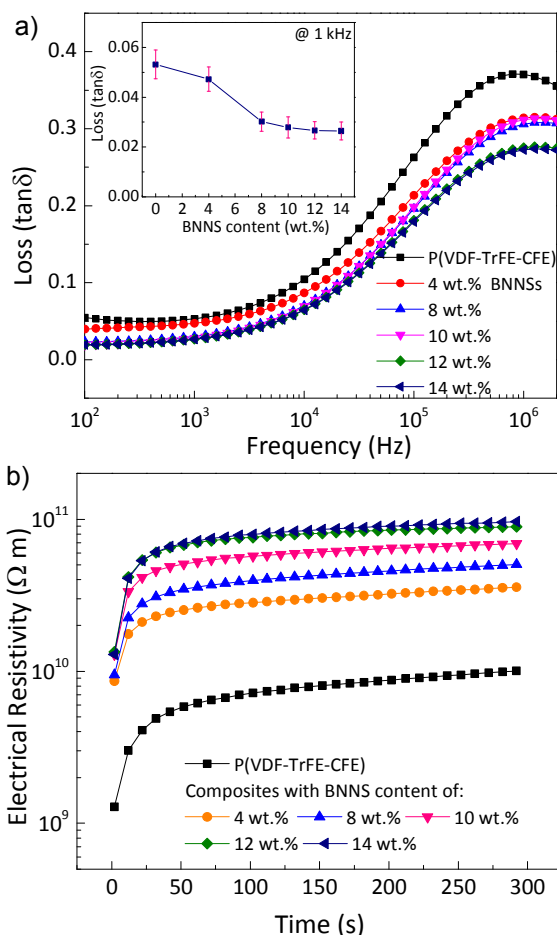 a)
@ 1 kHz
Loss (tanδ)
0.06
0.04
0.02
0.00
0 2 4 6 8 10 12 14
BNNS content (wt.%)
Loss (tanδ)
0.4
0.3
0.2
0.1
0.0
P(VDF-TrFE-CFE)
4 wt.% BNNSs
8 wt.%
10 wt.%
12 wt.%
14 wt.%
10² 10³ 10⁴ 10⁵ 10⁶
Frequency (Hz)
b)
Electrical Resistivity (Ω m)
10¹¹
10¹⁰
10⁹
P(VDF-TrFE-CFE)
Composites with BNNS content of:
4 wt.% 8 wt.% 10 wt.%
12 wt.% 14 wt.%
0 50 100 150 200 250 300
Time (s)